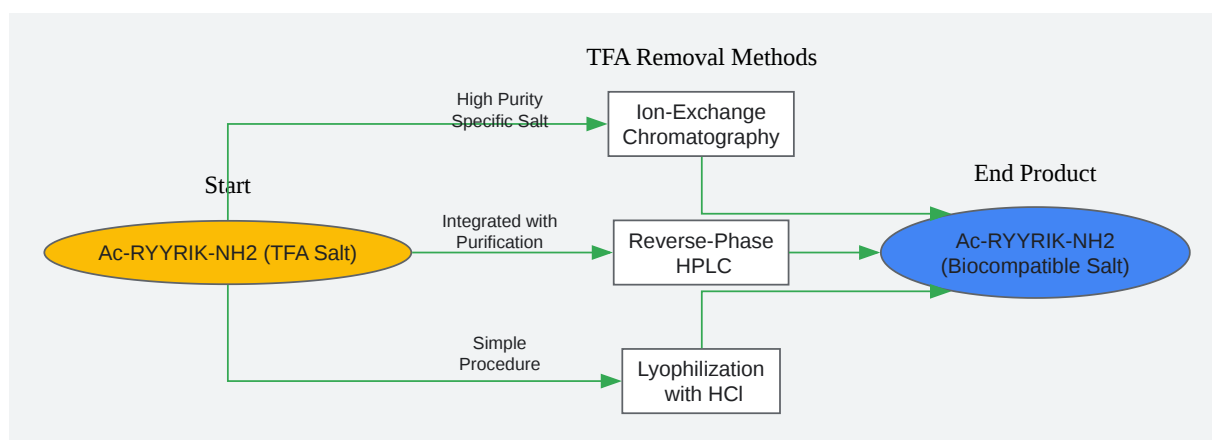 TFA Removal Methods
High Purity
Specific Salt
Ion-Exchange
Chromatography
Start
End Product
Ac-RYYRIK-NH2 (TFA Salt)
Integrated with
Purification
Reverse-Phase
HPLC
Ac-RYYRIK-NH2
(Biocompatible Salt)
Simple
Procedure
Lyophilization
with HCl